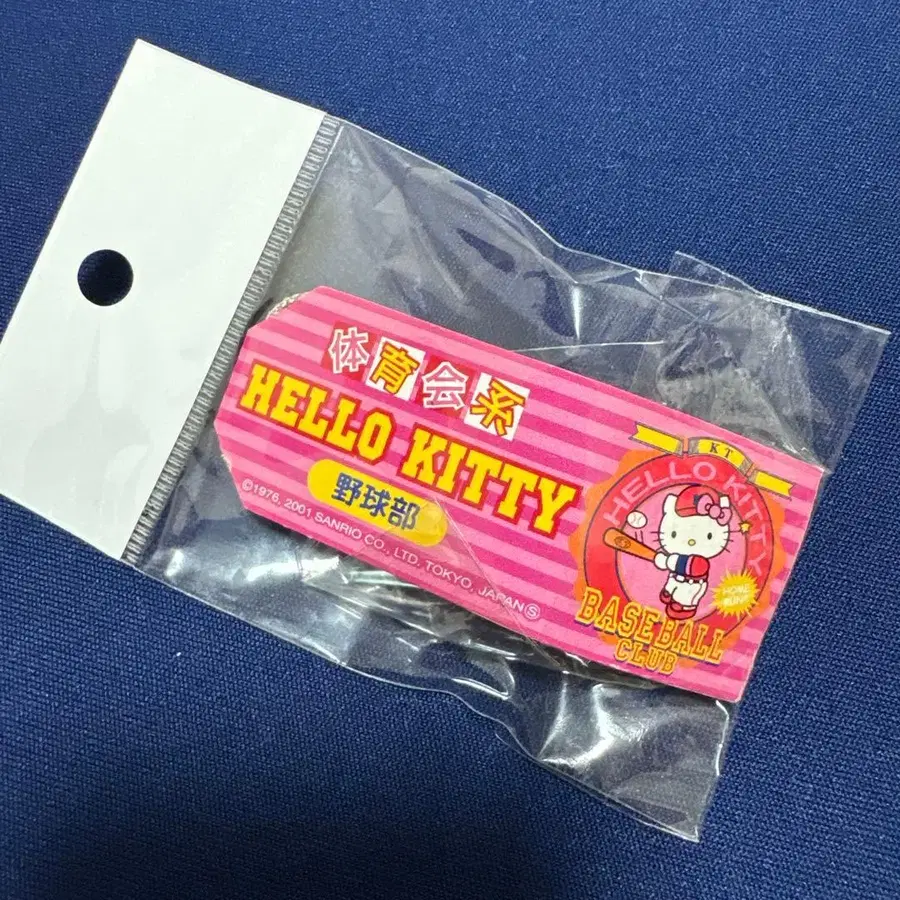 体育会系
HELLO KITTY
野球部
©1976, 2001 SANRIO CO., LTD. TOKYO, JAPAN Ⓢ
KT
HELLO KITTY
HOME RUN!!
BASEBALL
CLUB